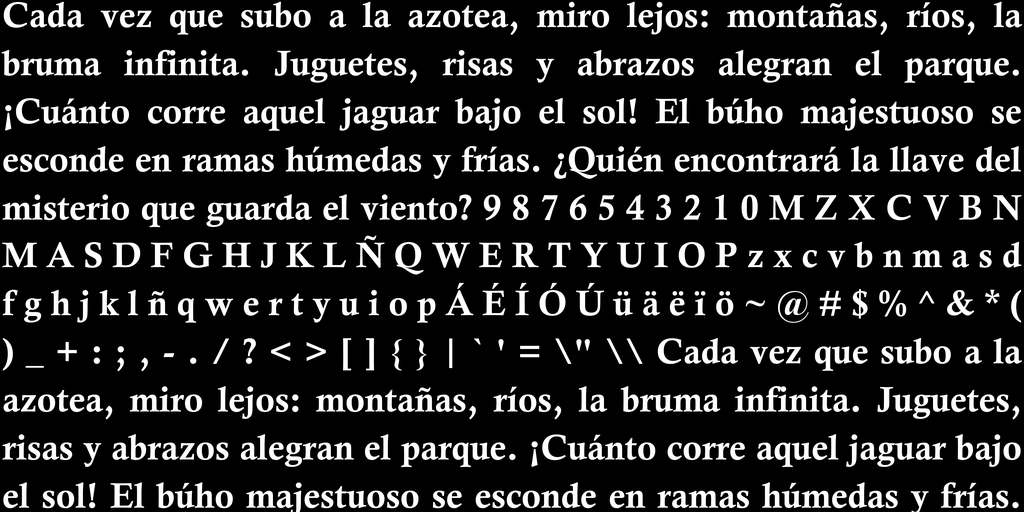 Cada vez que subo a la azotea, miro lejos: montañas, ríos, la
bruma infinita. Juguetes, risas y abrazos alegran el parque.
¡Cuánto corre aquel jaguar bajo el sol! El búho majestuoso se
esconde en ramas húmedas y frías. ¿Quién encontrará la llave del
misterio que guarda el viento? 9 8 7 6 5 4 3 2 1 0 M Z X C V B N
M A S D F G H J K L Ñ Q W E R T Y U I O P z x c v b n m a s d
f g h j k l ñ q w e r t y u i o p Á É Í Ó Ú ü ä ë ï ö ~ @ # $ % ^ & * (
) _ + : ; , - . / ? < > [ ] { } | ` ' = \" \\ Cada vez que subo a la
azotea, miro lejos: montañas, ríos, la bruma infinita. Juguetes,
risas y abrazos alegran el parque. ¡Cuánto corre aquel jaguar bajo
el sol! El búho majestuoso se esconde en ramas húmedas y frías.